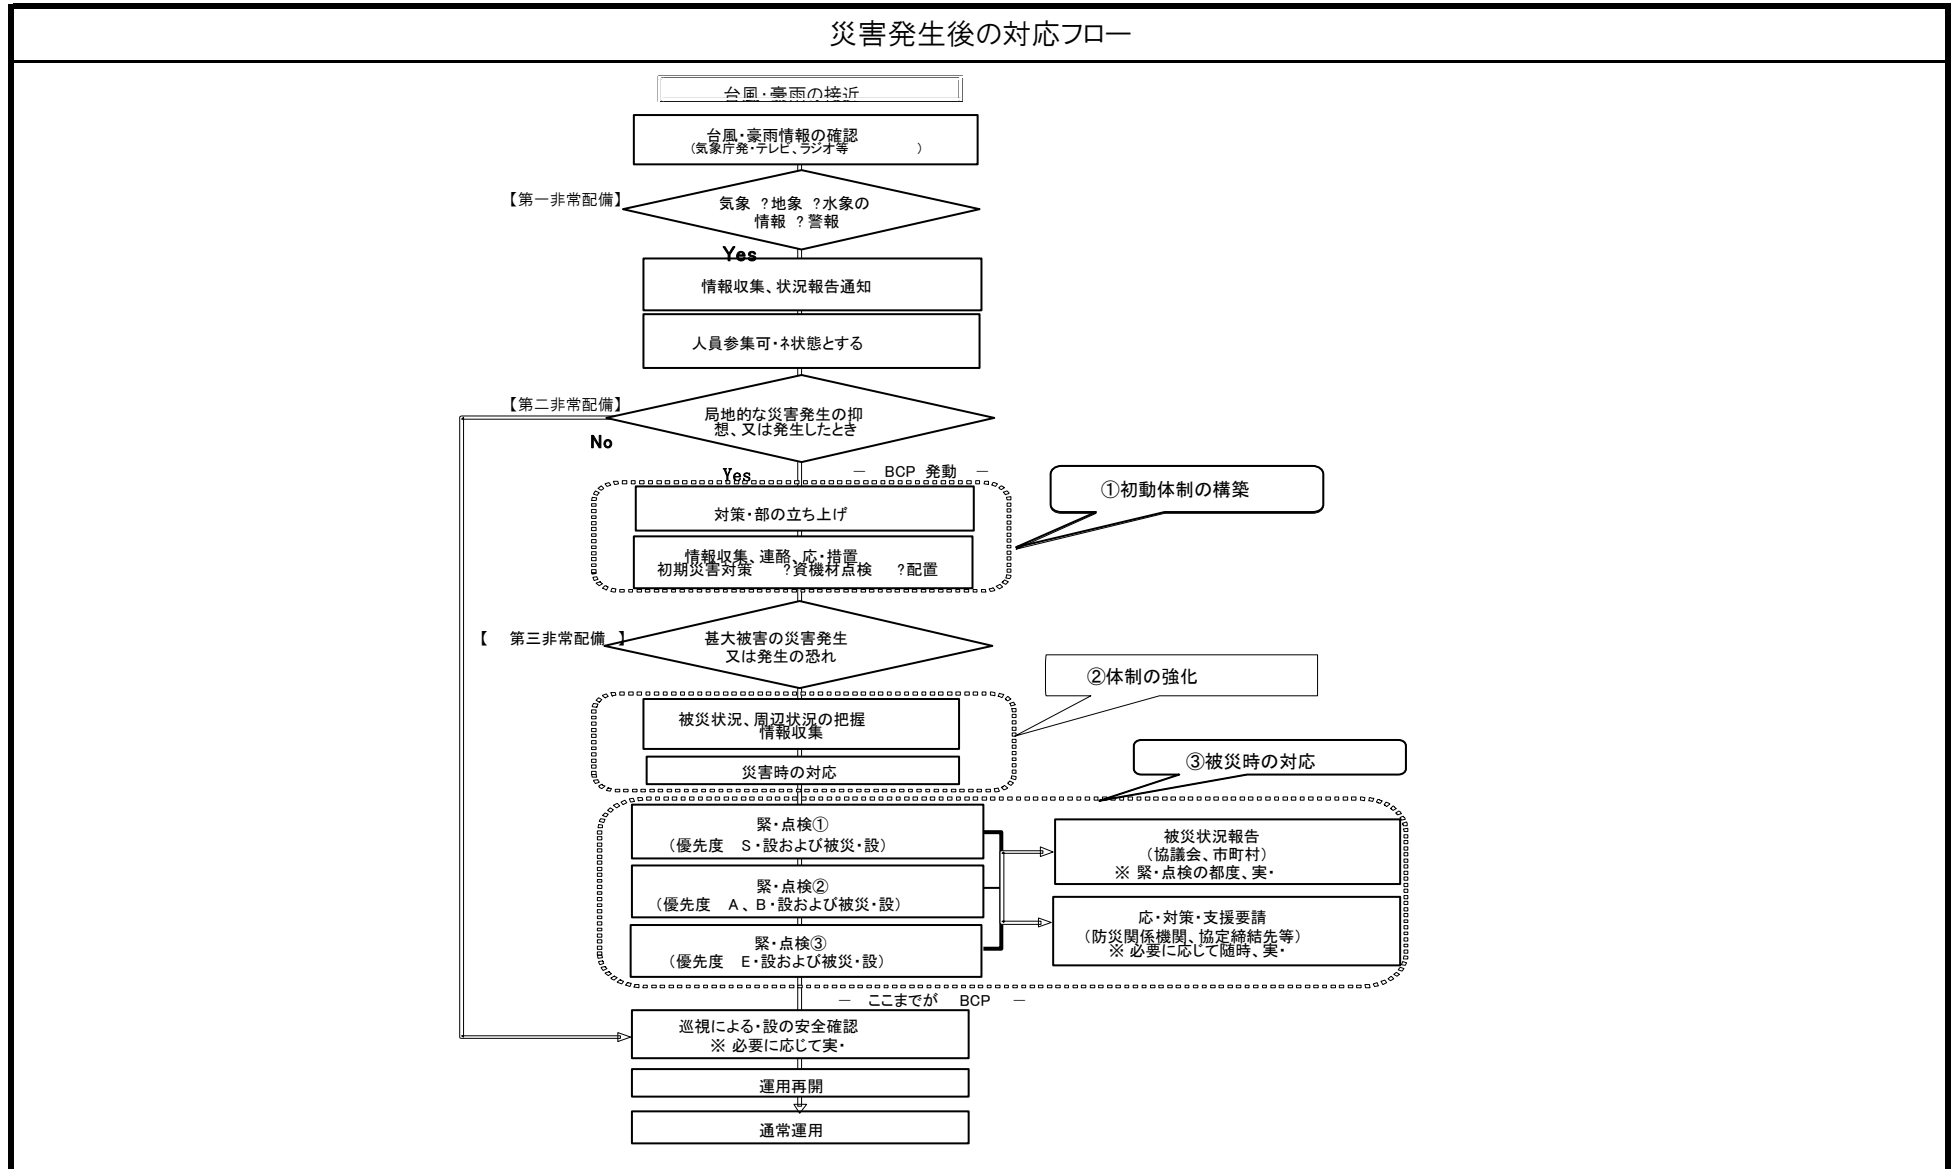 災害発生後の対応フロー
台風・豪雨の接近
台風・豪雨情報の確認
(気象庁発・テレビ、ラジオ等 )
【第一非常配備】
気象 ?地象 ?水象の
情報 ?警報
Yes
情報収集、状況報告通知
人員参集可・ﾈ状態とする
【第二非常配備】
局地的な災害発生の抑
想、又は発生したとき
No
Yes
－ BCP 発動 －
①初動体制の構築
対策・部の立ち上げ
情報収集、連酪、応・措置
初期災害対策 ?資機材点検 ?配置
【 第三非常配備 】
甚大被害の災害発生
又は発生の恐れ
②体制の強化
被災状況、周辺状況の把握
情報収集
災害時の対応
③被災時の対応
緊・点検①
（優先度 S・設および被災・設）
緊・点検②
（優先度 A、B・設および被災・設）
緊・点検③
（優先度 E・設および被災・設）
被災状況報告
（協議会、市町村）
※ 緊・点検の都度、実・
応・対策・支援要請
（防災関係機関、協定締結先等）
※ 必要に応じて随時、実・
－ ここまでが BCP －
巡視による・設の安全確認
※ 必要に応じて実・
運用再開
通常運用